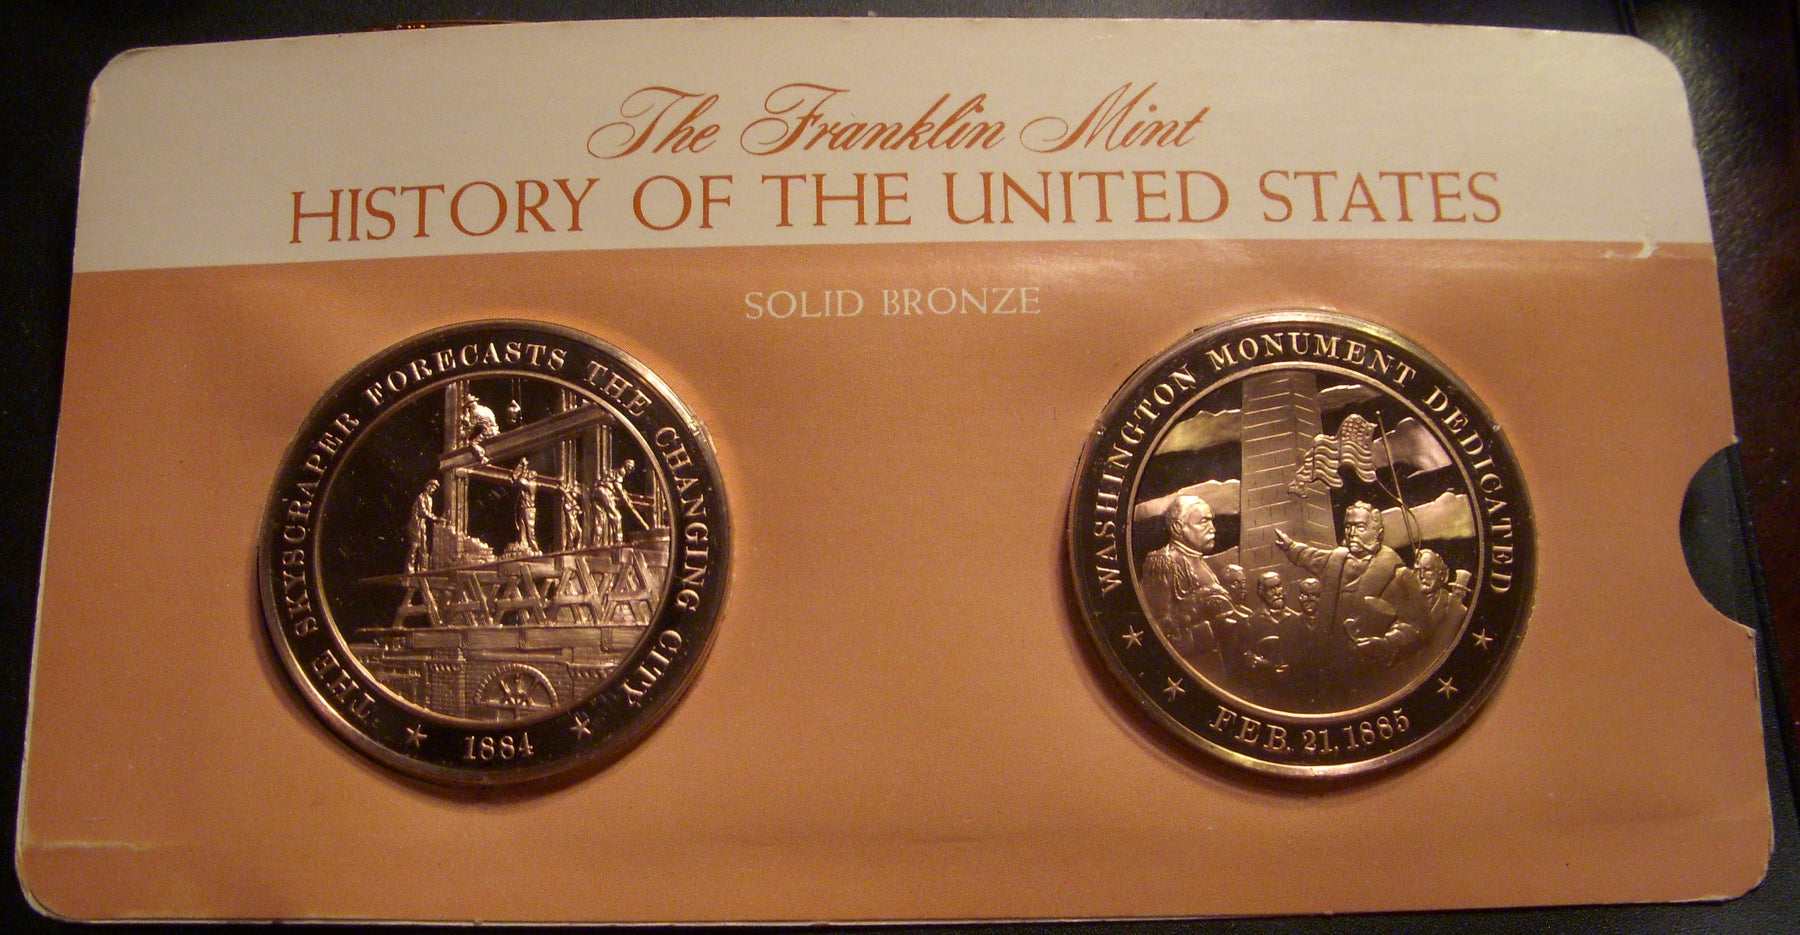 The Franklin Mint
HISTORY OF THE UNITED STATES
SOLID BRONZE
THE SKYSCRAPER FORECASTS THE CHANGING CITY
★ 1884 ★
WASHINGTON MONUMENT DEDICATED
★ ★ FEB. 21, 1885 ★ ★